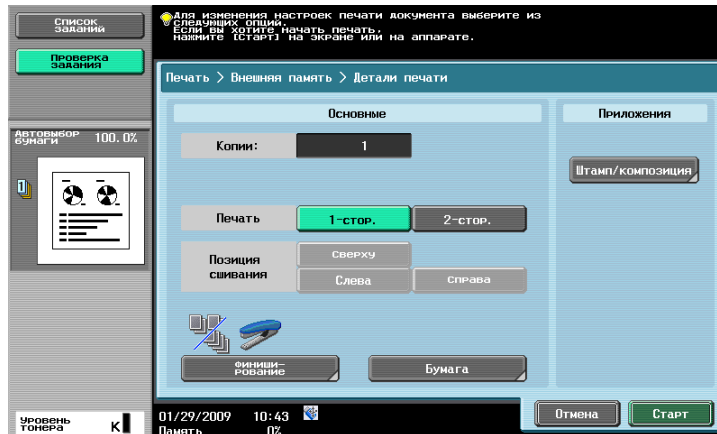 Список
заданий
Проверка
задания
Для изменения настроек печати документа выберите из
следующих опций.
Если вы хотите начать печать,
нажмите [Старт] на экране или на аппарате.
Печать > Внешняя память > Детали печати
Основные
Приложения
Автовыбор
бумаги
100.0%
1
Копии:
1
Штамп/композиция
Печать
1-стор.
2-стор.
Позиция
сшивания
Сверху
Слева
Справа
Финиши-
рование
Бумага
Отмена
Старт
01/29/2009 10:43
Память 0%
Уровень
тонера
K